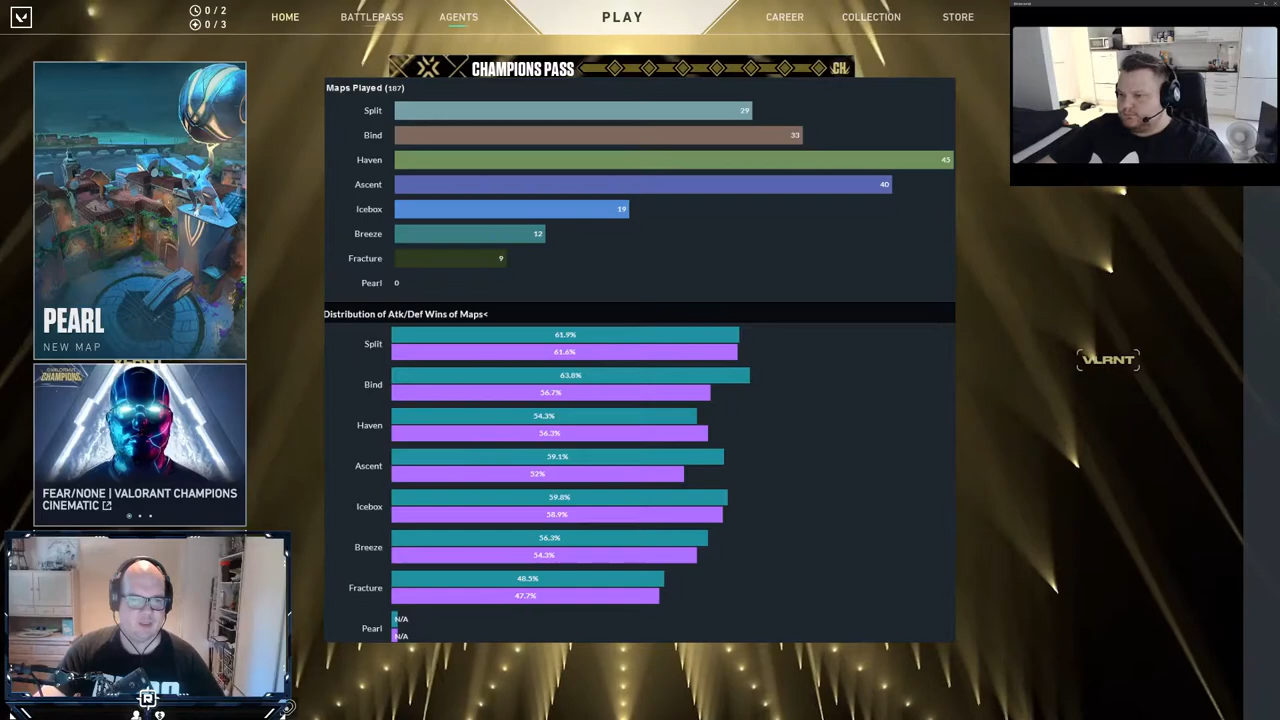 0 / 2
0 / 3
HOME
BATTLEPASS
AGENTS
PLAY
CAREER
COLLECTION
STORE
CHAMPIONS PASS
CH
Maps Played (187)
Split 29
Bind 33
Haven 45
Ascent 40
Icebox 19
Breeze 12
Fracture 9
Pearl 0
Distribution of Atk/Def Wins of Maps<
Split 61.9%
61.6%
Bind 63.8%
56.7%
Haven 54.3%
56.3%
Ascent 59.1%
52%
Icebox 59.8%
58.9%
Breeze 56.3%
54.3%
Fracture 48.5%
47.7%
Pearl N/A
N/A
PEARL
NEW MAP
VALORANT
CHAMPIONS
FEAR/NONE | VALORANT CHAMPIONS
CINEMATIC
VLRNT